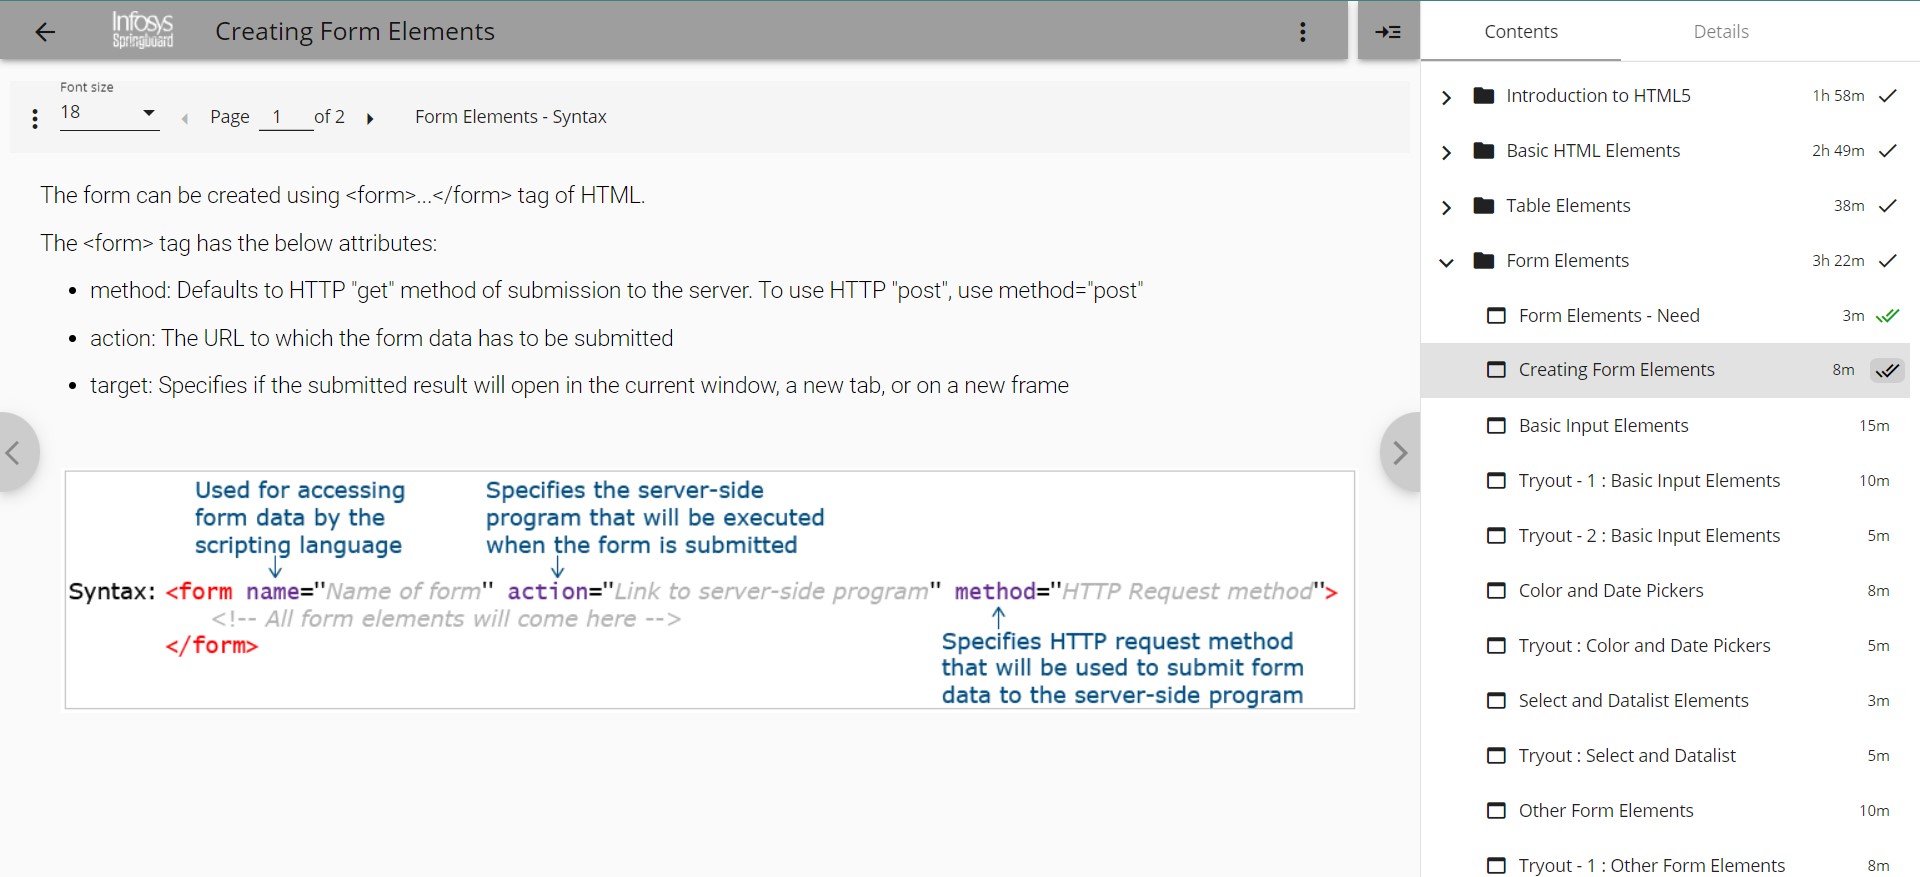 Infosys
Springboard
Creating Form Elements
Font size
18
Page 1 of 2
Form Elements - Syntax
The form can be created using <form>...</form> tag of HTML.
The <form> tag has the below attributes:
• method: Defaults to HTTP "get" method of submission to the server. To use HTTP "post", use method="post"
• action: The URL to which the form data has to be submitted
• target: Specifies if the submitted result will open in the current window, a new tab, or on a new frame
Used for accessing
form data by the
scripting language
Specifies the server-side
program that will be executed
when the form is submitted
Syntax: <form name="Name of form" action="Link to server-side program" method="HTTP Request method">
<!-- All form elements will come here -->
</form>
Specifies HTTP request method
that will be used to submit form
data to the server-side program
Contents
Details
Introduction to HTML5 1h 58m
Basic HTML Elements 2h 49m
Table Elements 38m
Form Elements 3h 22m
Form Elements - Need 3m
Creating Form Elements 8m
Basic Input Elements 15m
Tryout - 1 : Basic Input Elements 10m
Tryout - 2 : Basic Input Elements 5m
Color and Date Pickers 8m
Tryout : Color and Date Pickers 5m
Select and Datalist Elements 3m
Tryout : Select and Datalist 5m
Other Form Elements 10m
Tryout - 1 : Other Form Elements 8m